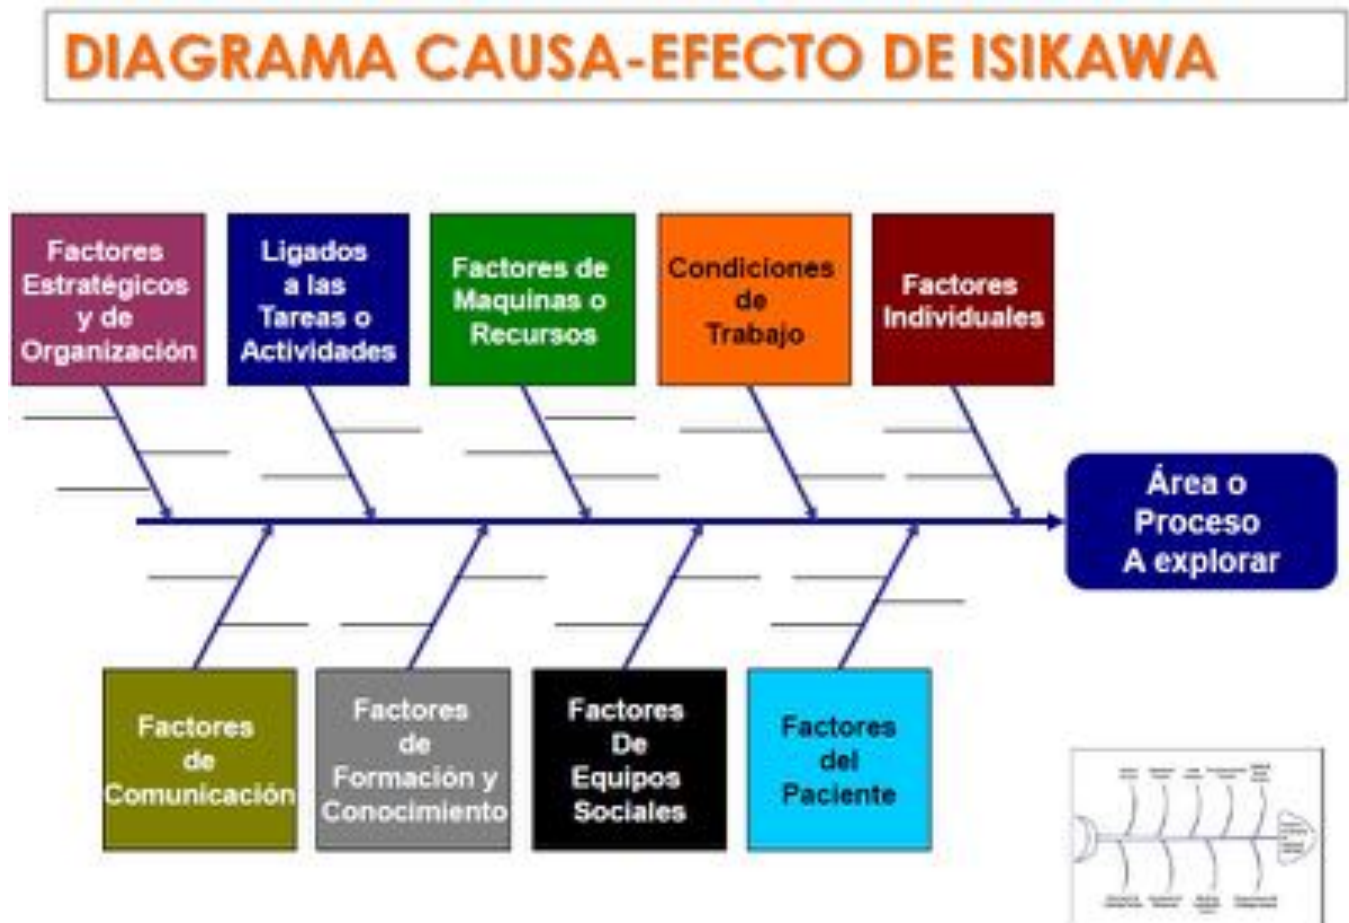 DIAGRAMA CAUSA-EFECTO DE ISIKAWA
Factores
Estratégicos
y de
Organización
Ligados
a las
Tareas o
Actividades
Factores de
Maquinas o
Recursos
Condiciones
de
Trabajo
Factores
Individuales
Área o
Proceso
A explorar
Factores
de
Comunicación
Factores
de
Formación y
Conocimiento
Factores
De
Equipos
Sociales
Factores
del
Paciente